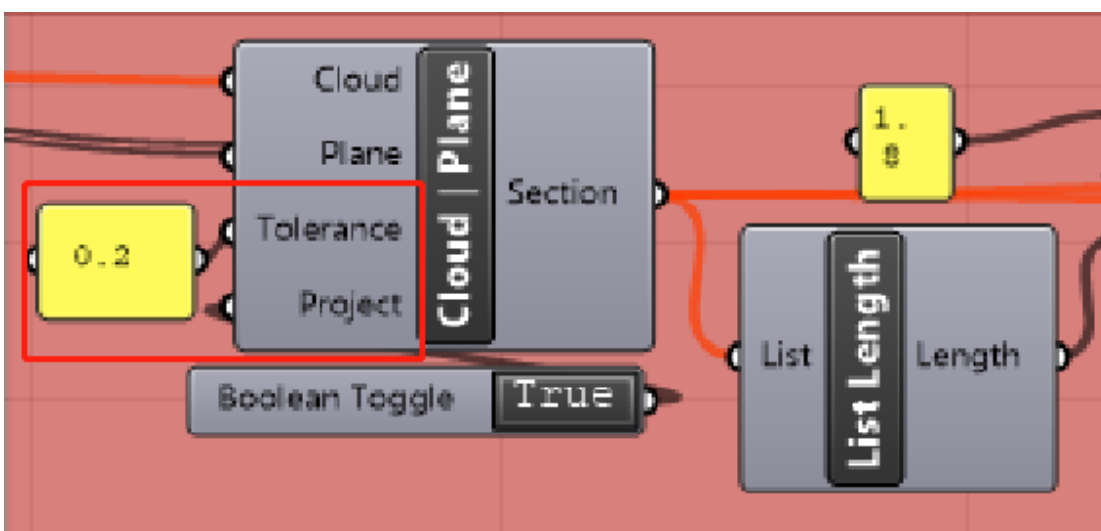 Cloud
Plane
Tolerance
Project
Cloud | Plane
Section
0.2
Boolean Toggle
True
1.
8
List
List Length
Length